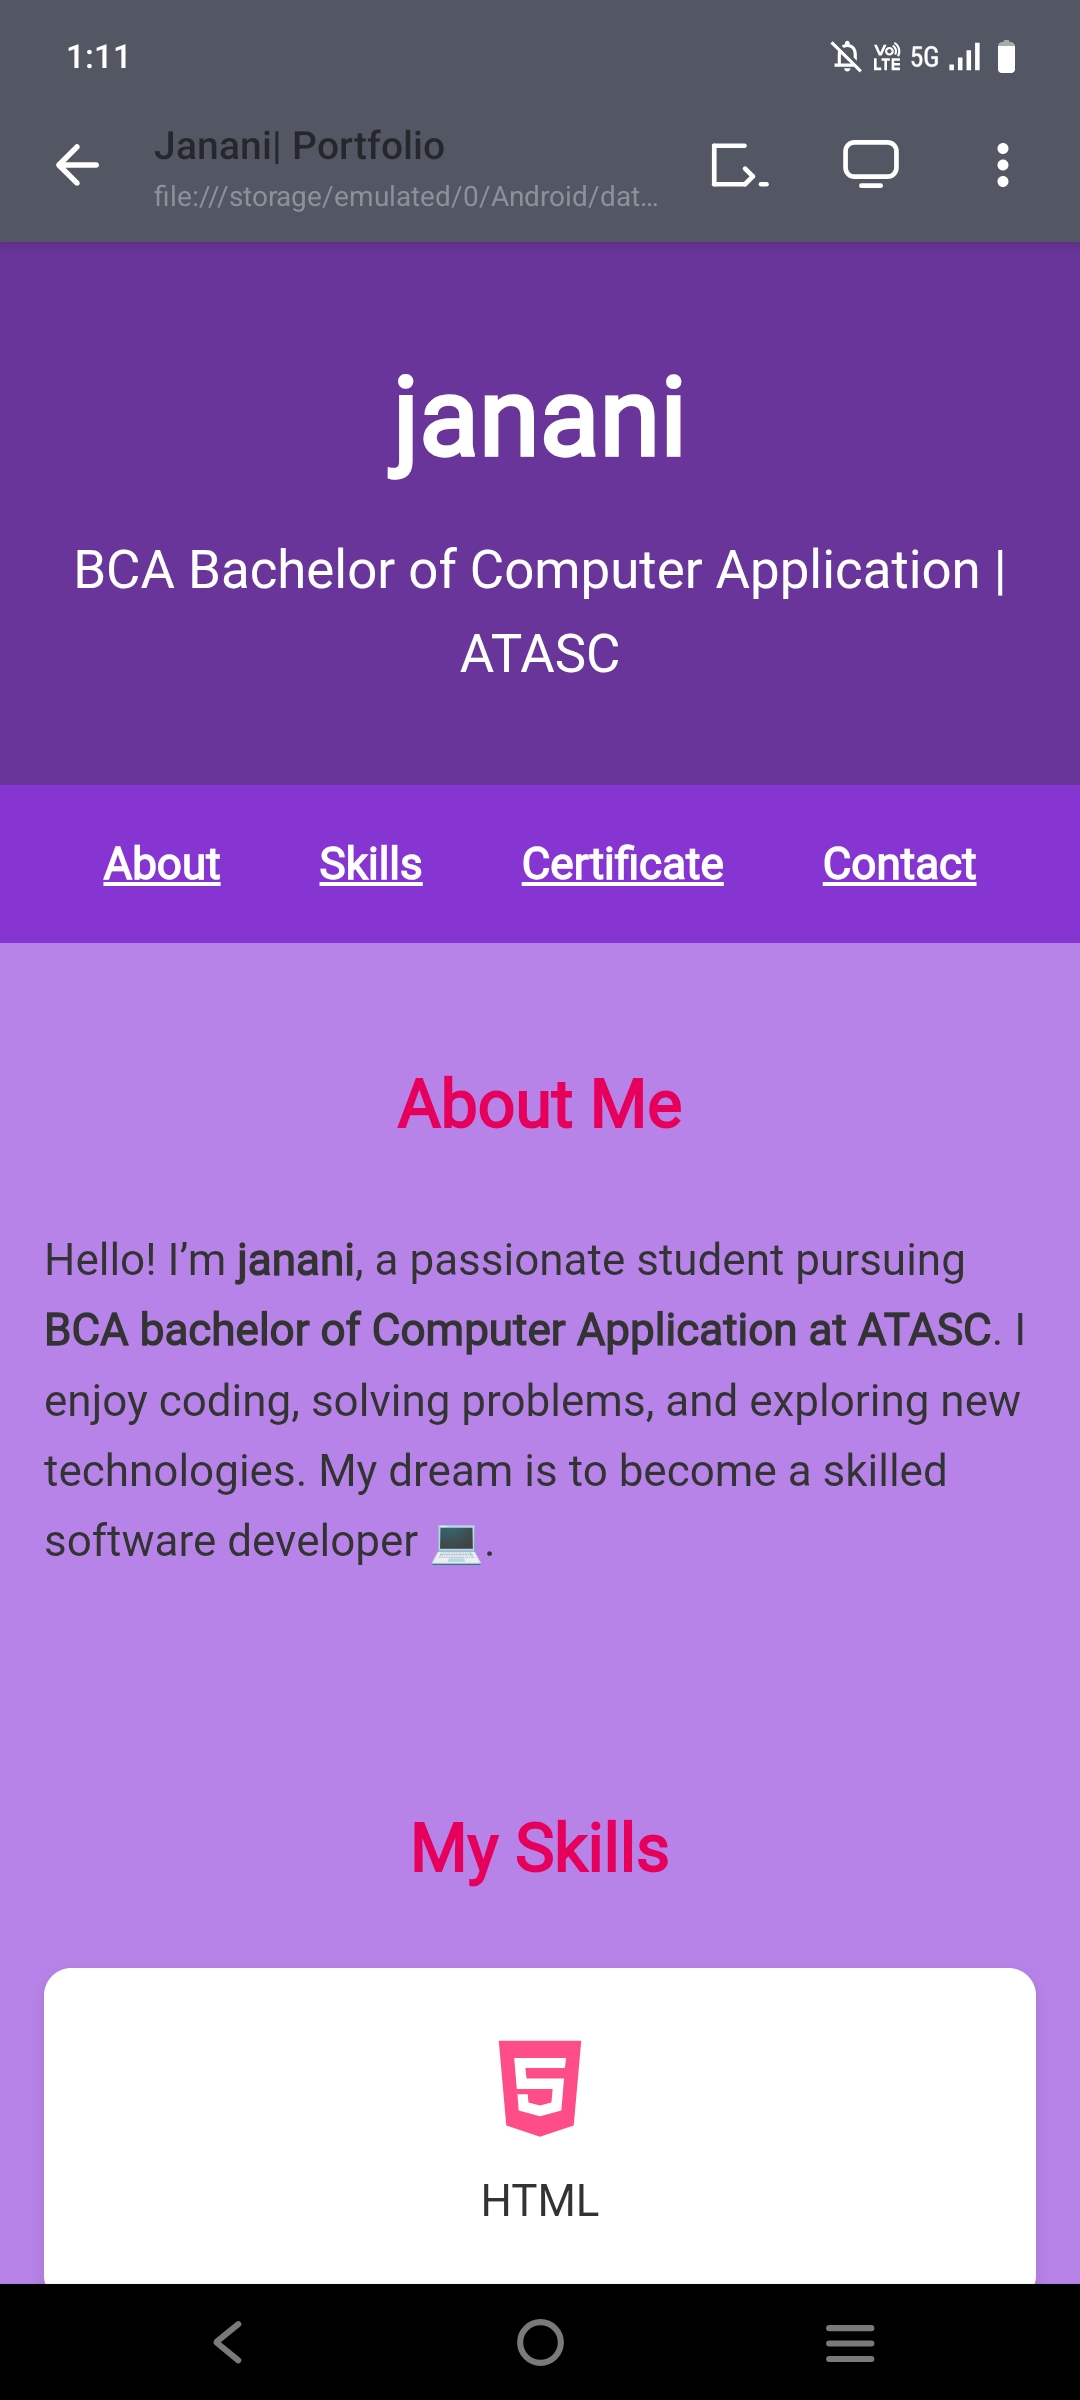 1:11
Vo)) LTE 5G
Janani| Portfolio
file:///storage/emulated/0/Android/dat...
janani
BCA Bachelor of Computer Application |
ATASC
About Skills Certificate Contact
About Me
Hello! I’m janani, a passionate student pursuing
BCA bachelor of Computer Application at ATASC. I
enjoy coding, solving problems, and exploring new
technologies. My dream is to become a skilled
software developer 💻.
My Skills
5
HTML